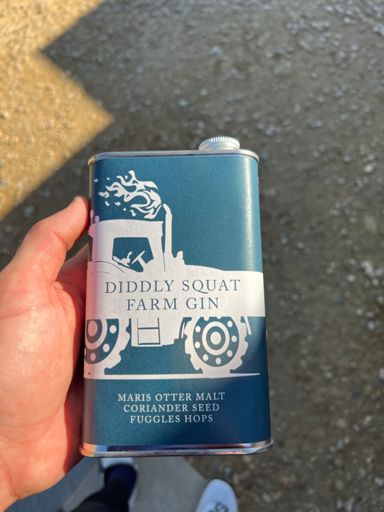 DIDDLY SQUAT
FARM GIN
MARIS OTTER MALT
CORIANDER SEED
FUGGLES HOPS